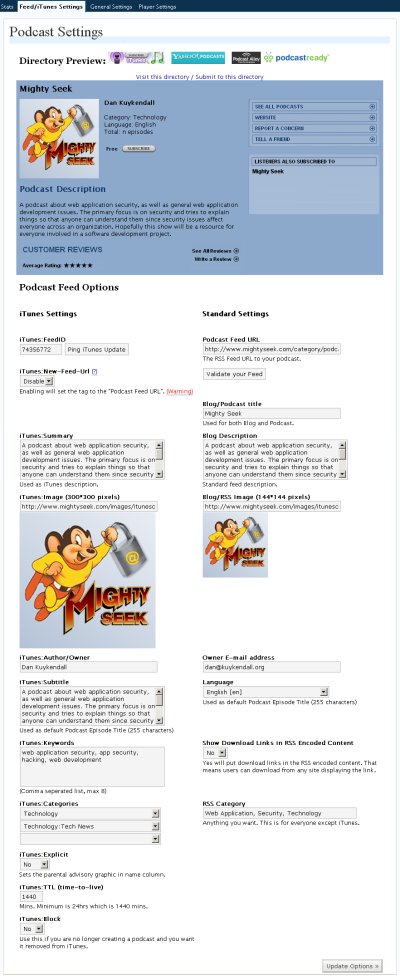 Stats Feed/iTunes Settings General Settings Player Settings
Podcast Settings
Directory Preview: iTunes YAHOO! PODCASTS Podcast Alley podcastready
Visit this directory / Submit to this directory
Mighty Seek
MIGHTY SEEK
Dan Kuykendall
Category: Technology
Language: English
Total: n episodes
Free SUBSCRIBE
SEE ALL PODCASTS
WEBSITE
REPORT A CONCERN
TELL A FRIEND
LISTENERS ALSO SUBSCRIBED TO
Mighty Seek
Podcast Description
A podcast about web application security, as well as general web application
development issues. The primary focus is on security and tries to explain
things so that anyone can understand them since security issues affect
everyone across an organization. Hopefully this show will be a resource for
everyone involved in a software development project.
CUSTOMER REVIEWS
See All Reviews
Write a Review
Average Rating: ★★★★★
Podcast Feed Options
iTunes Settings
Standard Settings
iTunes:FeedID
74356772 Ping iTunes Update
Podcast Feed URL
http://www.mightyseek.com/category/podc
The RSS Feed URL to your podcast.
iTunes:New-Feed-Url [?]
Disable
Enabling will set the tag to the "Podcast Feed URL". (Warning)
Validate your Feed
Blog/Podcast title
Mighty Seek
Used for both Blog and Podcast.
iTunes:Summary
A podcast about web application security,
as well as general web application
development issues. The primary focus is on
security and tries to explain things so that
anyone can understand them since security
Used as iTunes description.
Blog Description
A podcast about web application security,
as well as general web application
development issues. The primary focus is on
security and tries to explain things so that
anyone can understand them since security
Standard feed description.
iTunes:Image (300*300 pixels)
http://www.mightyseek.com/images/itunesc
MIGHTY SEEK
Blog/RSS Image (144*144 pixels)
http://www.mightyseek.com/images/itunesc
MIGHTY SEEK
iTunes:Author/Owner
Dan Kuykendall
Owner E-mail address
dan@kuykendall.org
iTunes:Subtitle
A podcast about web application security,
as well as general web application
development issues. The primary focus is on
security and tries to explain things so that
anyone can understand them since security
Used as default Podcast Episode Title (255 characters)
Language
English [en]
Used as default Podcast Episode Title (255 characters)
iTunes:Keywords
web application security, app security,
hacking, web development
(Comma seperated list, max 8)
Show Download Links in RSS Encoded Content
No
Yes will put download links in the RSS encoded content. That
means users can download from any site displaying the link.
iTunes:Categories
Technology
Technology:Tech News
RSS Category
Web Application, Security, Technology
Anything you want. This is for everyone except iTunes.
iTunes:Explicit
No
Sets the parental advisory graphic in name column.
iTunes:TTL (time-to-live)
1440
Mins. Minimum is 24hrs which is 1440 mins.
iTunes:Block
No
Use this if you are no longer creating a podcast and you want
it removed from iTunes.
Update Options »